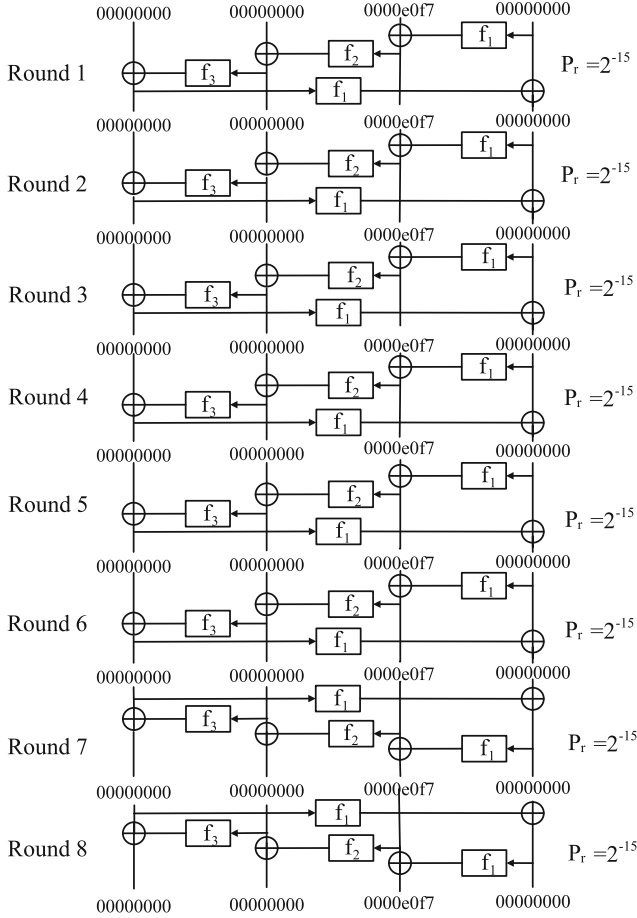 00000000 00000000 0000e0f7 00000000
f₁
f₂
Round 1 f₃ Pᵣ=2⁻¹⁵
f₁
00000000 00000000 0000e0f7 00000000
f₁
f₂
Round 2 f₃ Pᵣ=2⁻¹⁵
f₁
00000000 00000000 0000e0f7 00000000
f₁
f₂
Round 3 f₃ Pᵣ=2⁻¹⁵
f₁
00000000 00000000 0000e0f7 00000000
f₁
f₂
Round 4 f₃ Pᵣ=2⁻¹⁵
f₁
00000000 00000000 0000e0f7 00000000
f₁
f₂
Round 5 f₃ Pᵣ=2⁻¹⁵
f₁
00000000 00000000 0000e0f7 00000000
f₁
f₂
Round 6 f₃ Pᵣ=2⁻¹⁵
f₁
00000000 00000000 0000e0f7 00000000
f₁
f₃
f₂
Round 7 f₁ Pᵣ=2⁻¹⁵
00000000 00000000 0000e0f7 00000000
f₁
f₃
f₂
Round 8 f₁ Pᵣ=2⁻¹⁵
00000000 00000000 0000e0f7 00000000